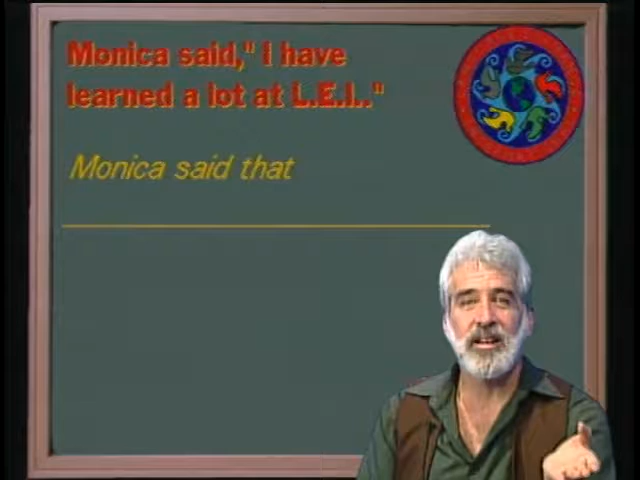 Monica said," I have
learned a lot at L.E.I.."
Monica said that